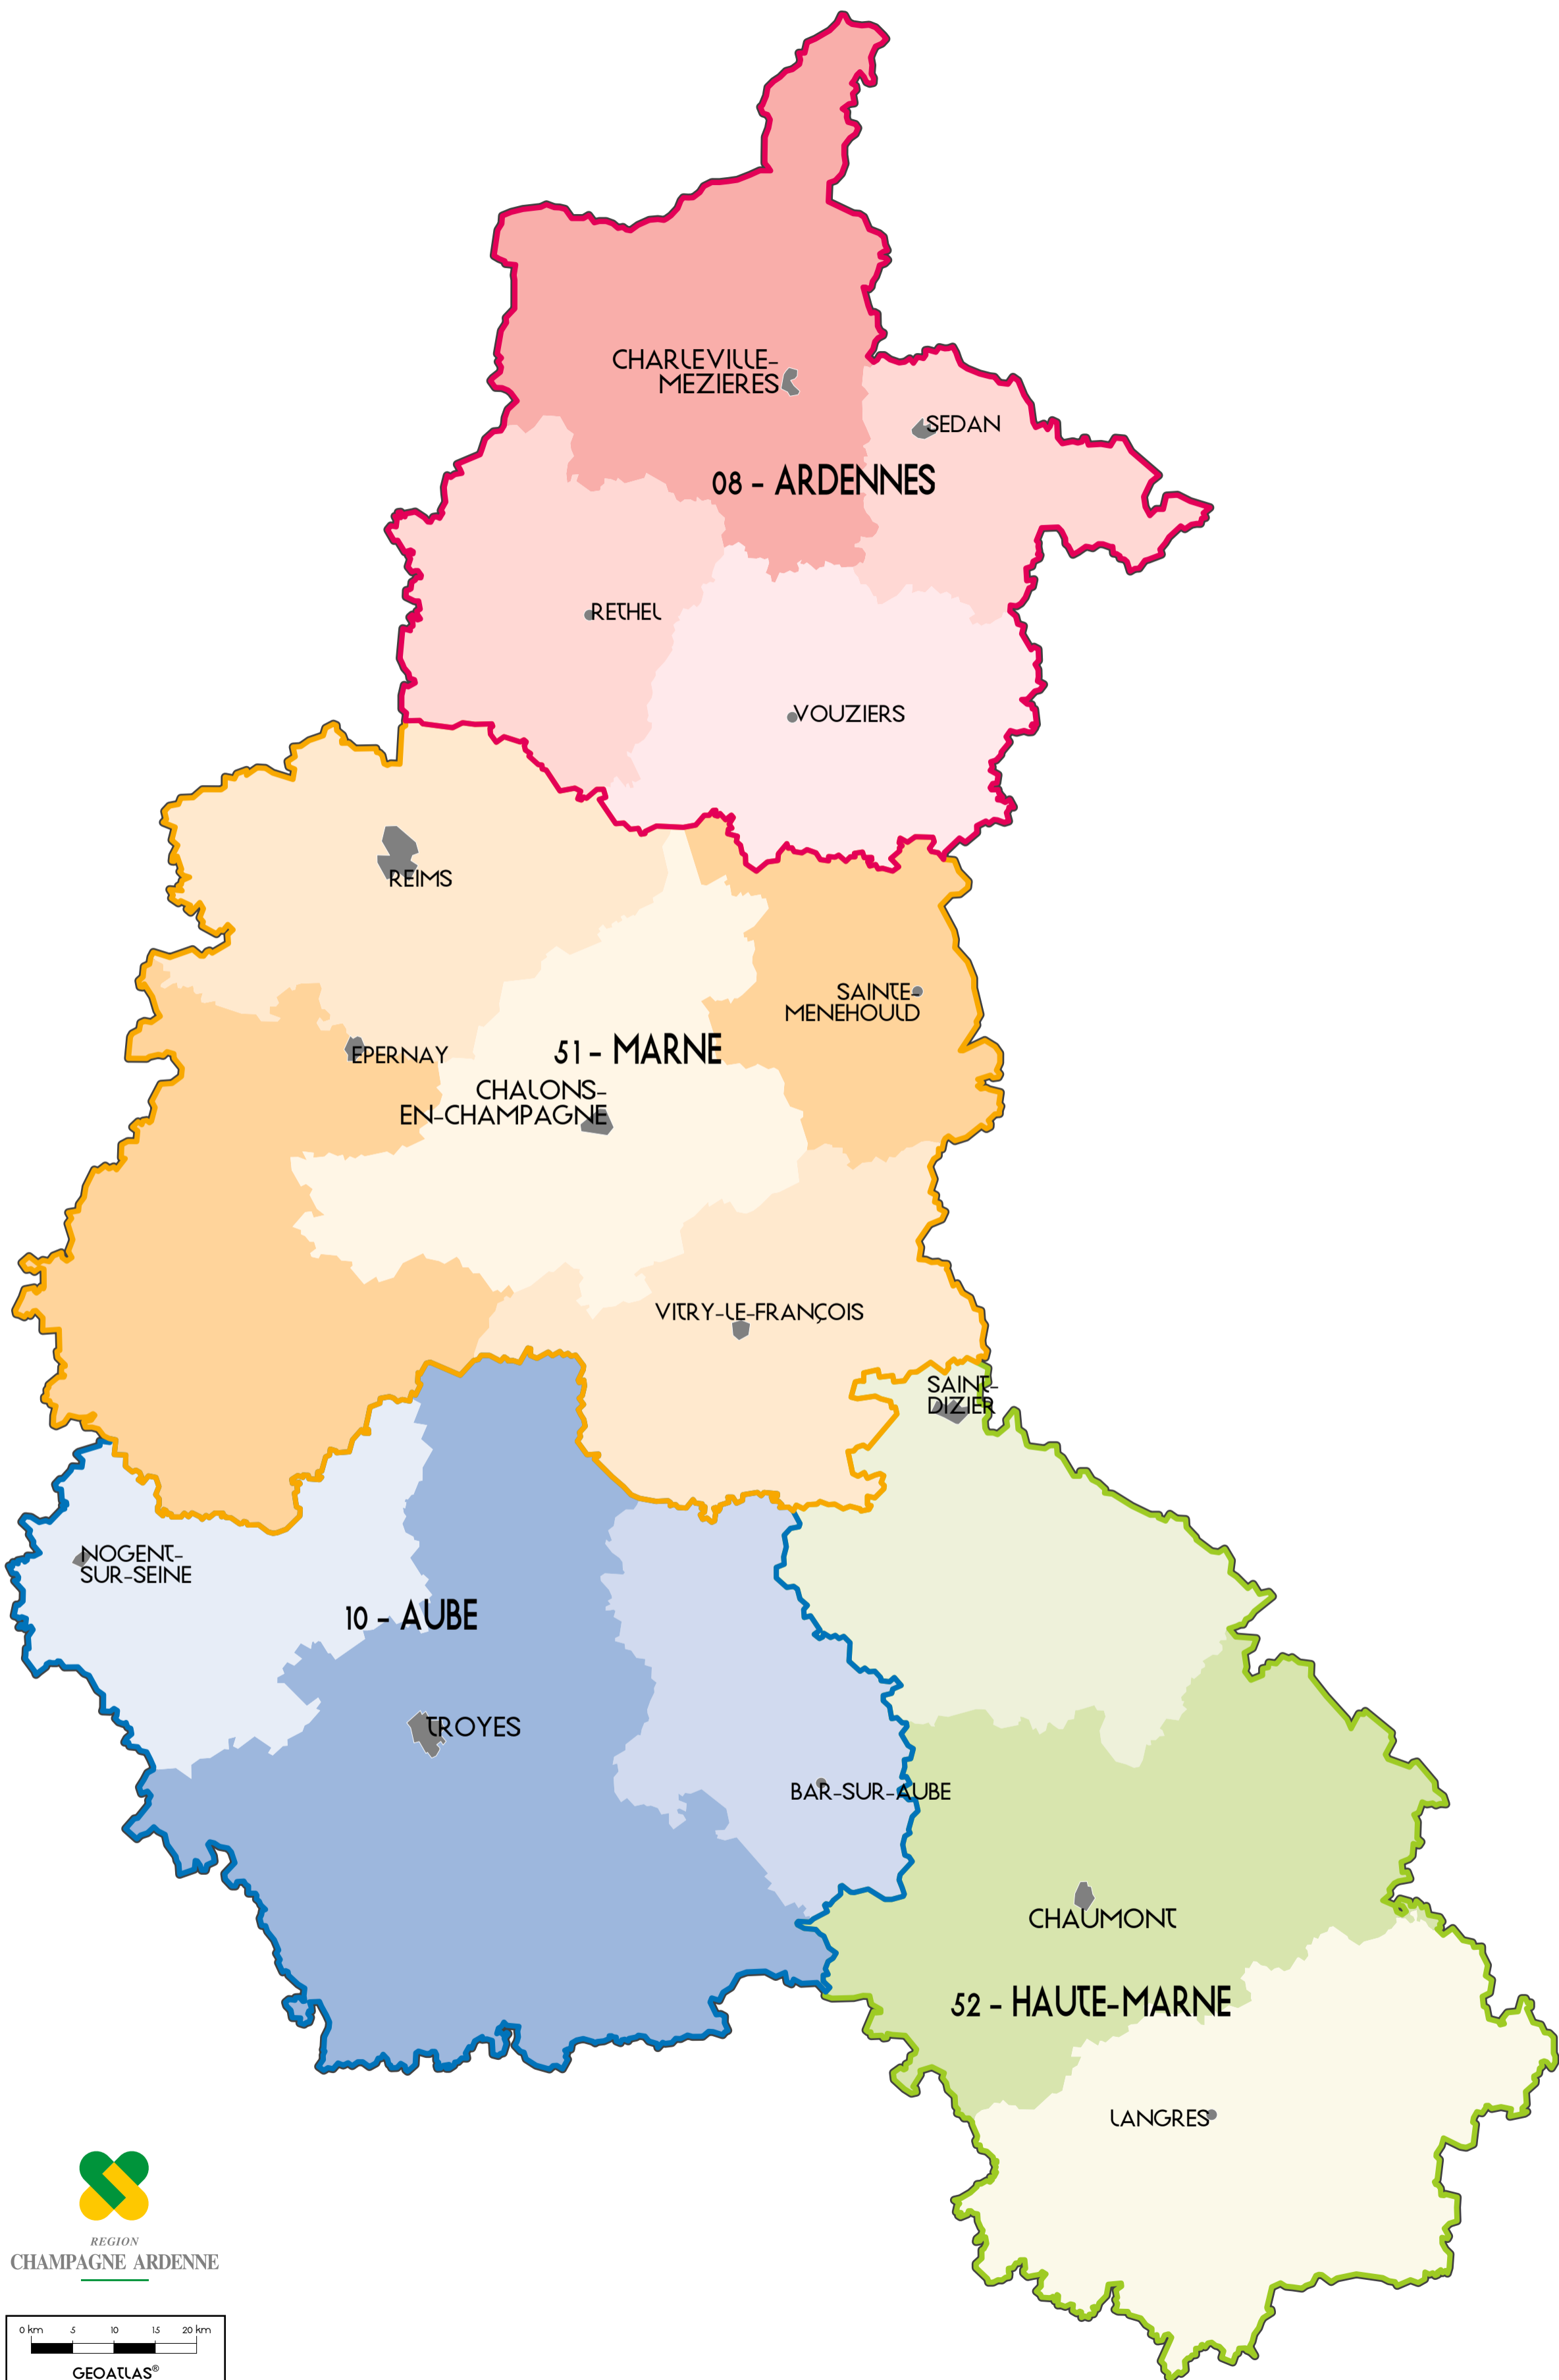 CHARLEVILLE-
MEZIERES
SEDAN
08 - ARDENNES
RETHEL
VOUZIERS
REIMS
SAINTE-
MENEHOULD
EPERNAY
51 - MARNE
CHALONS-
EN-CHAMPAGNE
VITRY-LE-FRANÇOIS
SAINT-
DIZIER
NOGENT-
SUR-SEINE
10 - AUBE
TROYES
BAR-SUR-AUBE
CHAUMONT
52 - HAUTE-MARNE
LANGRES
REGION
CHAMPAGNE ARDENNE
0 km 5 10 15 20 km
GEOATLAS®